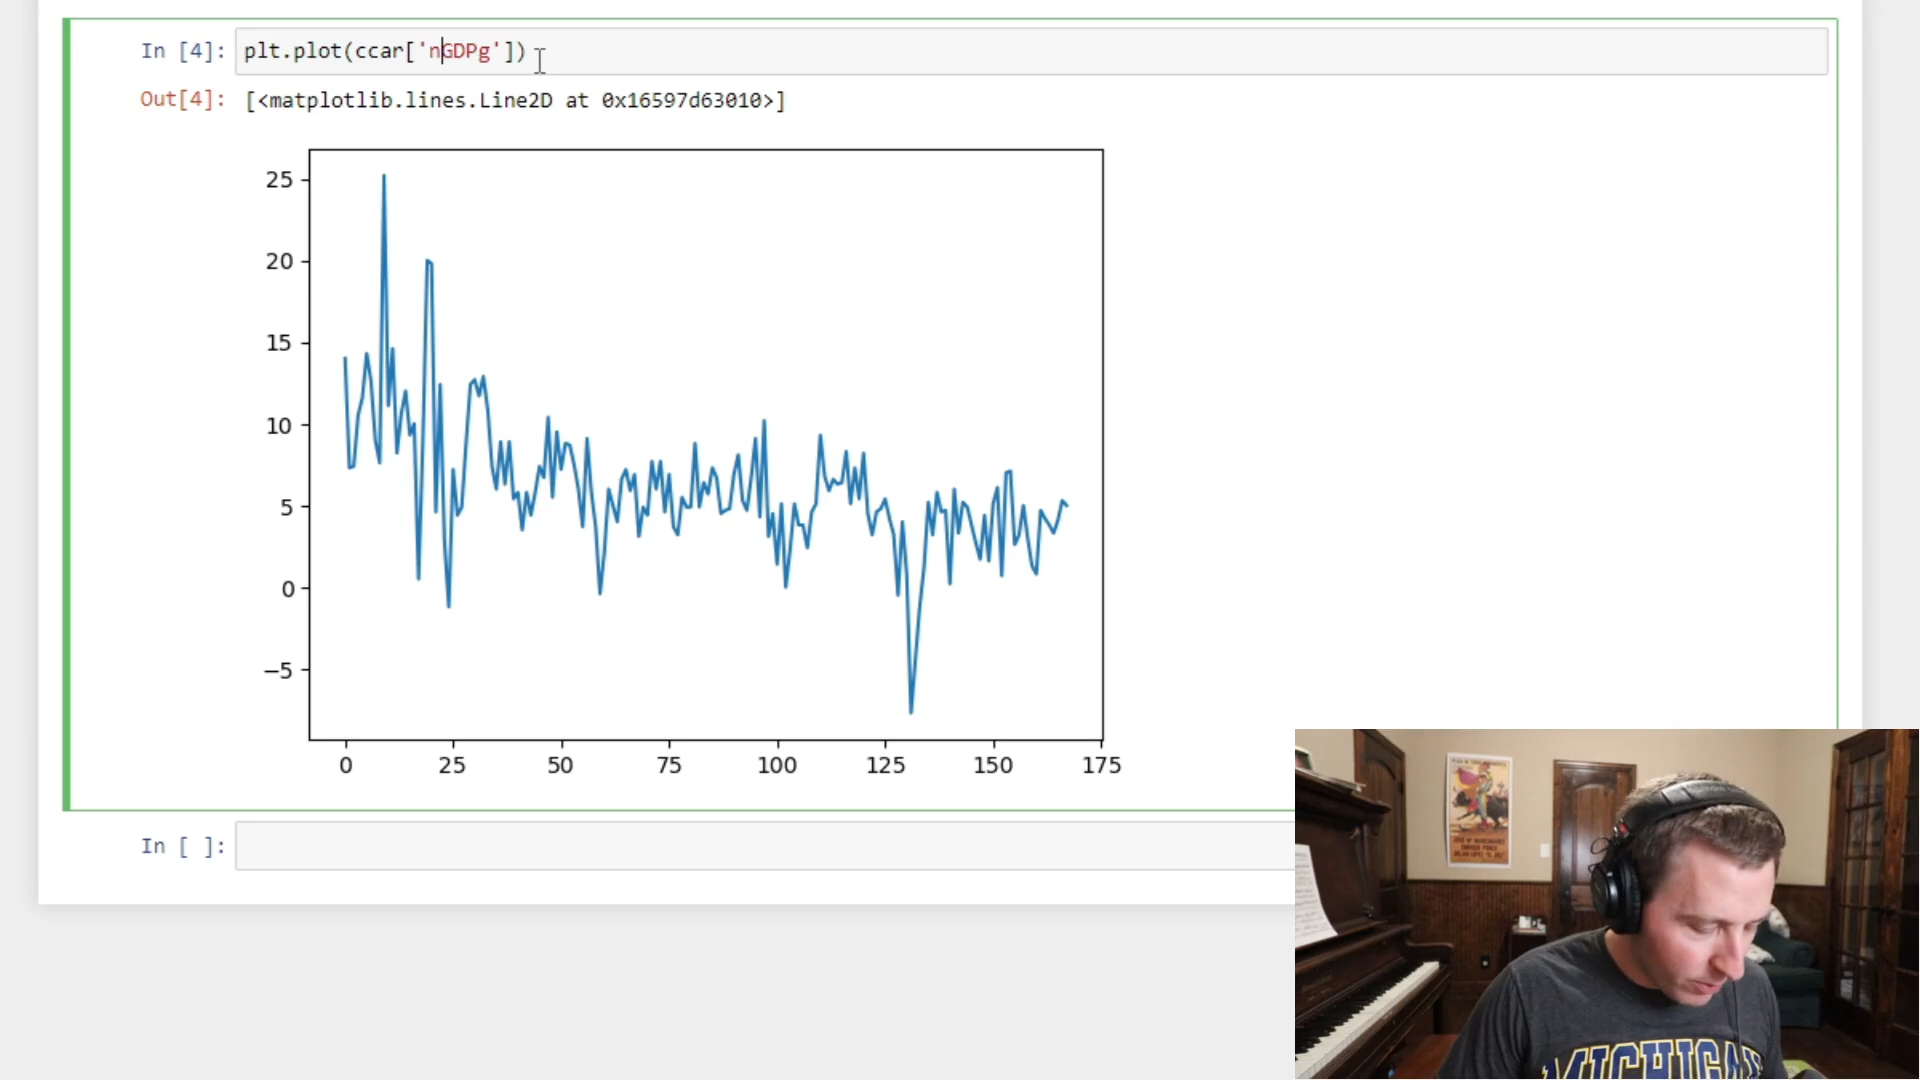 In [4]: plt.plot(ccar['nGDPg'])
Out[4]: [<matplotlib.lines.Line2D at 0x16597d63010>]
25
20
15
10
5
0
−5
0 25 50 75 100 125 150 175
In [ ]:
MICHIGAN